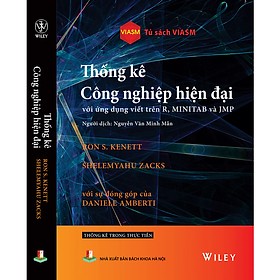 WILEY
Thống kê
Công nghiệp hiện đại
RON S. KENETT
SHELEMYAHU ZACKS
VIASM Tủ sách VIASM
Thống kê
Công nghiệp hiện đại
với ứng dụng viết trên R, MINITAB và JMP
Người dịch: Nguyễn Văn Minh Mẫn
RON S. KENETT
SHELEMYAHU ZACKS
với sự đóng góp của
DANIELE AMBERTI
THỐNG KÊ TRONG THỰC TIỄN
NHÀ XUẤT BẢN BÁCH KHOA HÀ NỘI
WILEY